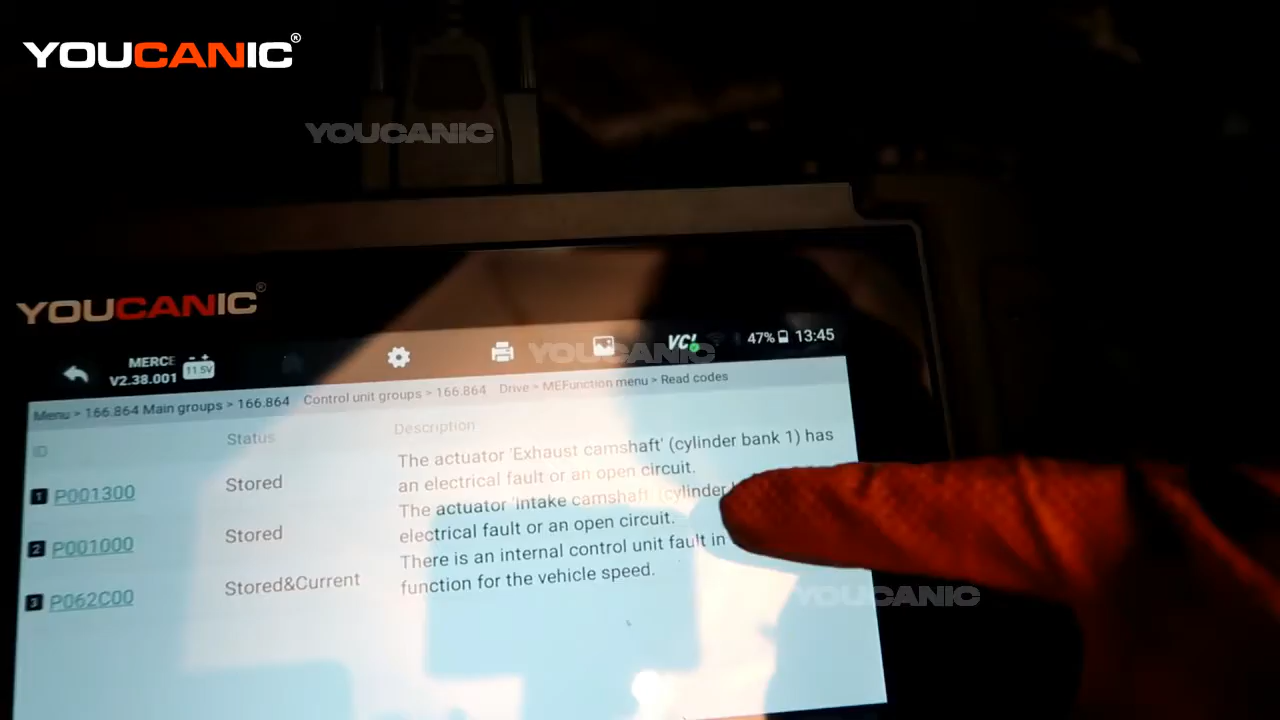 YOUCANIC®
YOUCANIC
YOUCANIC®
MERCE
V2.38.001
11.5V
YOUCANIC
VCI
47% 13:45
Menu > 166.864 Main groups > 166.864 Control unit groups > 166.864 Drive > MEFunction menu > Read codes
ID Status Description
1 P001300 Stored The actuator 'Exhaust camshaft' (cylinder bank 1) has
an electrical fault or an open circuit.
2 P001000 Stored The actuator 'Intake camshaft' (cylinder
electrical fault or an open circuit.
3 P062C00 Stored&Current There is an internal control unit fault in
function for the vehicle speed.
YOUCANIC